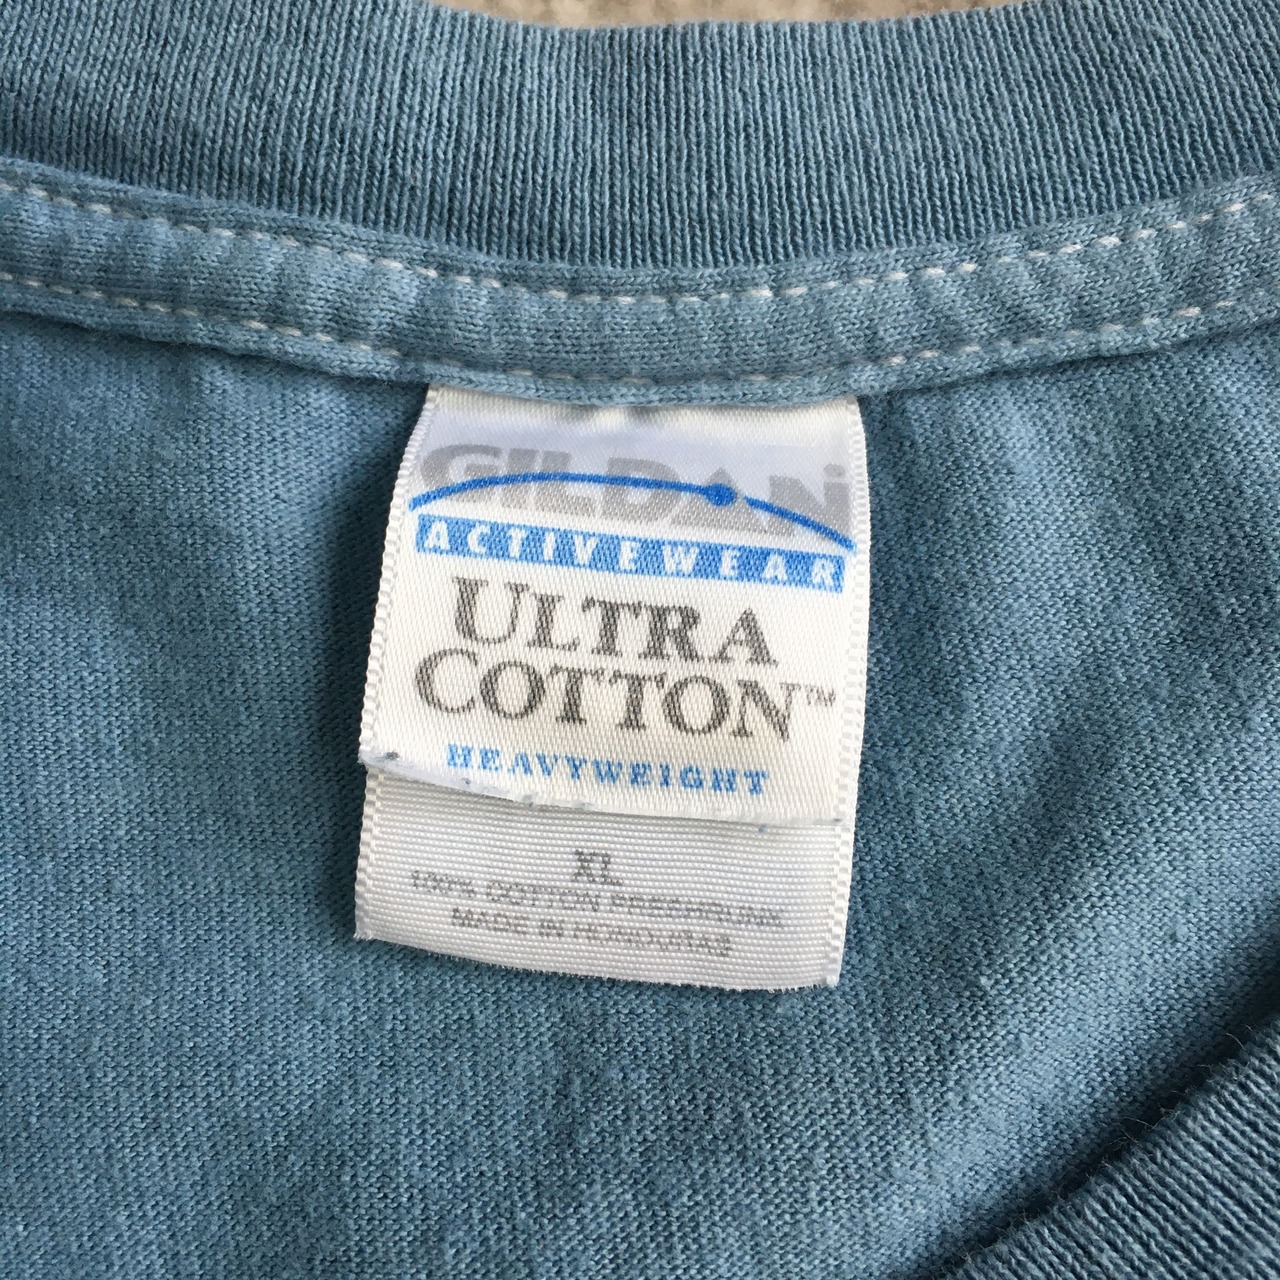 GILDAN
ACTIVEWEAR
ULTRA
COTTON™
HEAVYWEIGHT
XL
100% COTTON PRESHRUNK
MADE IN HONDURAS